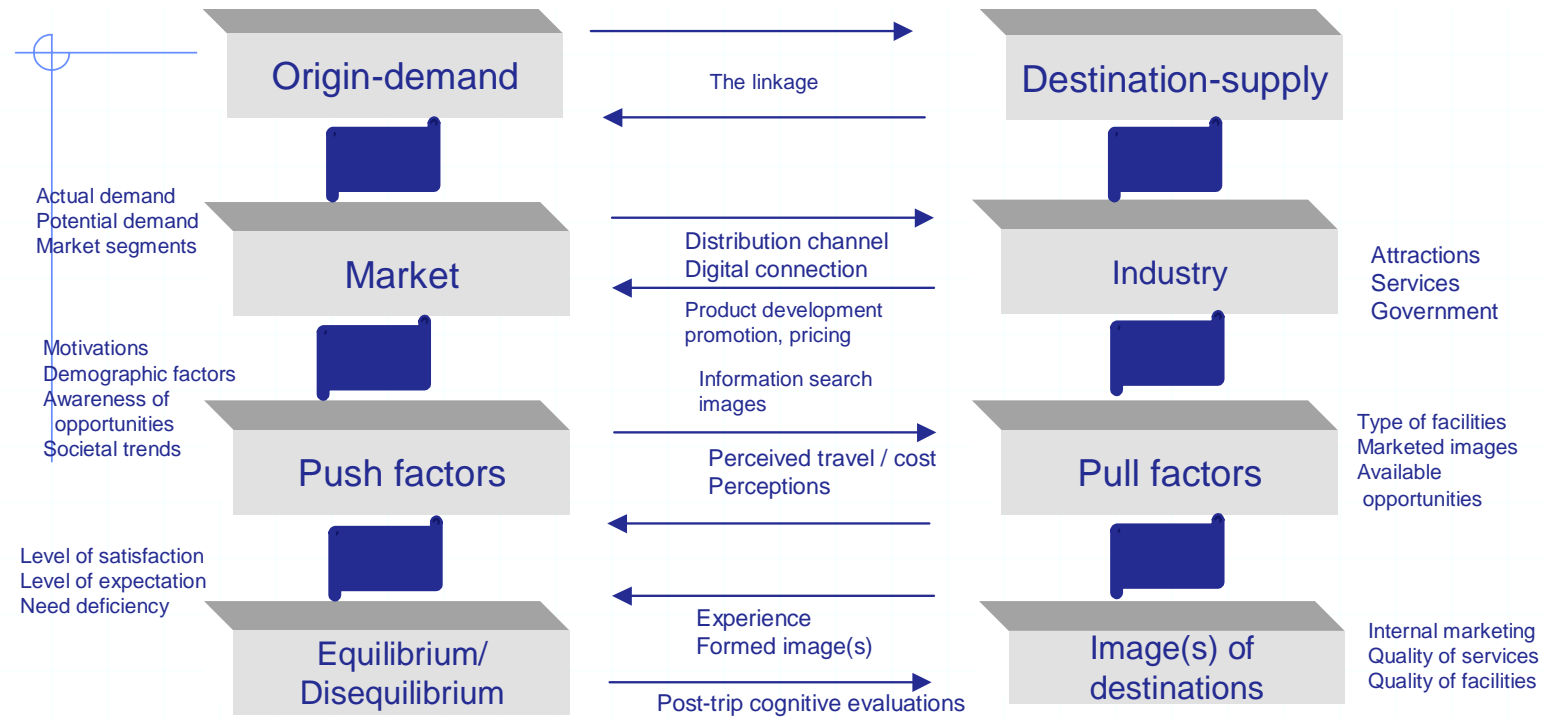 Origin-demand
The linkage
Destination-supply
Actual demand
Potential demand
Market segments
Market
Distribution channel
Digital connection
Product development
promotion, pricing
Industry
Attractions
Services
Government
Motivations
Demographic factors
Awareness of
opportunities
Societal trends
Push factors
Information search
images
Perceived travel / cost
Perceptions
Pull factors
Type of facilities
Marketed images
Available
opportunities
Level of satisfaction
Level of expectation
Need deficiency
Equilibrium/
Disequilibrium
Experience
Formed image(s)
Post-trip cognitive evaluations
Image(s) of
destinations
Internal marketing
Quality of services
Quality of facilities